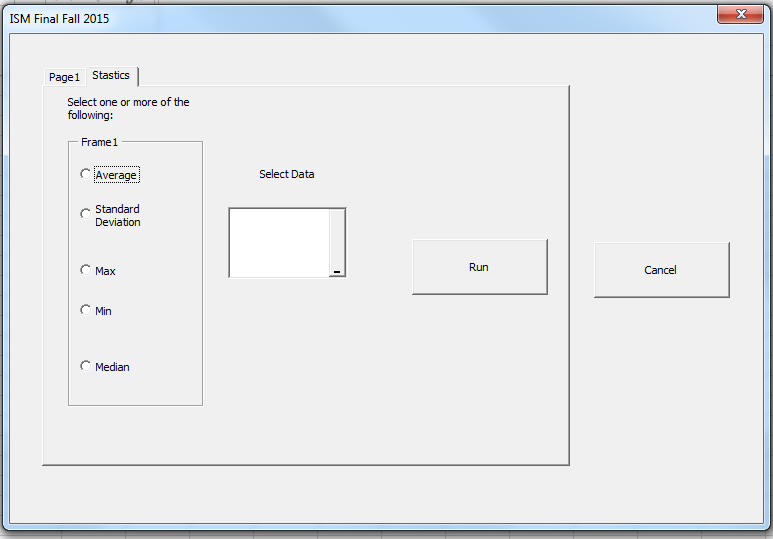 ISM Final Fall 2015
Page1 Stastics
Select one or more of the
following:
Frame1
Average
Standard
Deviation
Max
Min
Median
Select Data
Run
Cancel